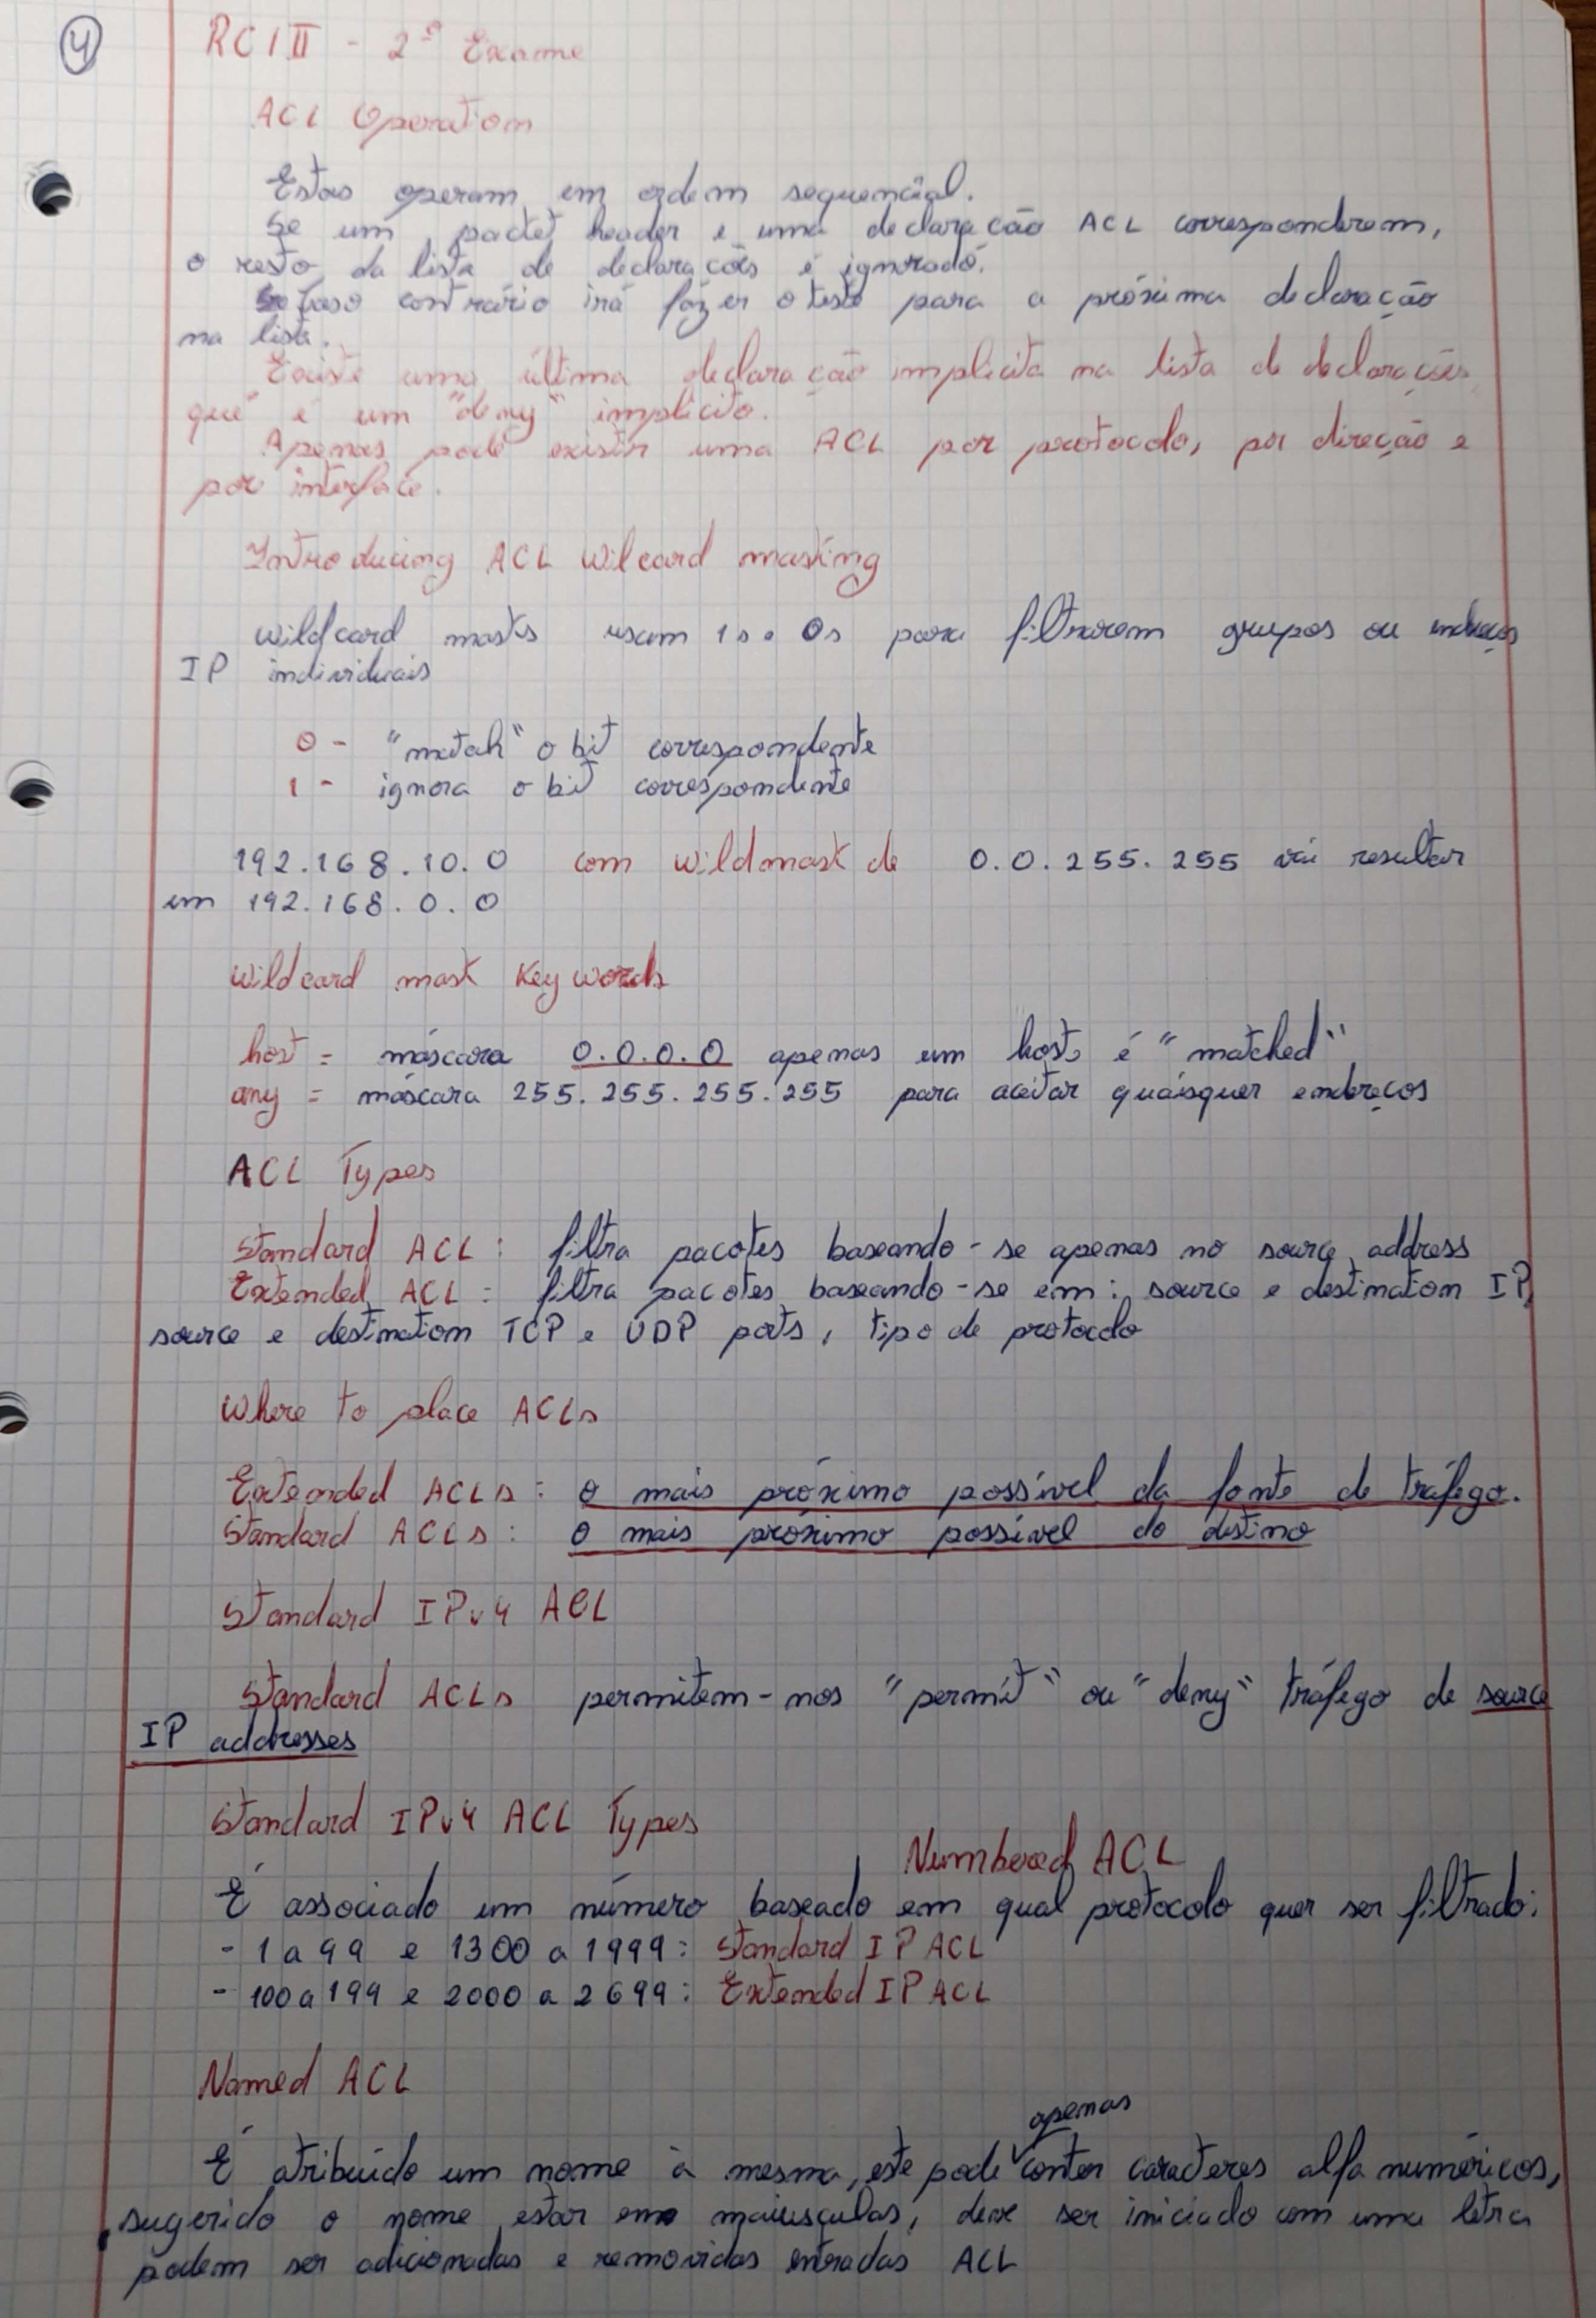 4
RCI II - 2º Exame
ACL Operation
Estas operam em ordem sequencial.
Se um packet header e uma declaração ACL corresponderem,
o resto da lista de declarações é ignorado.
caso contrário irá fazer o teste para a próxima declaração
na lista.
Existe uma última declaração implícita na lista de declarações
que é um "deny" implícito.
Apenas pode existir uma ACL por protocolo, por direção e
por interface.
Introducing ACL Wilcard masking
Wildcard masks usam 1s e 0s para filtrarem grupos ou endereços
IP individuais
0 - "match" o bit correspondente
1 - ignora o bit correspondente
192.168.10.0 com wildmask de 0.0.255.255 vai resultar
em 192.168.0.0
Wildcard mask Key words
host = máscara 0.0.0.0 apenas um host é "matched"
any = máscara 255.255.255.255 para aceitar quaisquer endereços
ACL Types
Standard ACL: filtra pacotes baseando-se apenas no source address
Extended ACL: filtra pacotes baseando-se em: source e destination IP,
source e destination TCP e UDP ports, tipo de protocolo
Where to place ACLs
Extended ACLs: o mais próximo possível da fonte de tráfego.
Standard ACLs: o mais próximo possível do destino
Standard IPv4 ACL
Standard ACLs permitem-nos "permit" ou "deny" tráfego de source
IP addresses
Standard IPv4 ACL Types
Numbered ACL
É associado um número baseado em qual protocolo quer ser filtrado:
- 1 a 99 e 1300 a 1999: Standard IP ACL
- 100 a 199 e 2000 a 2699: Extended IP ACL
Named ACL
É atribuído um nome à mesma, este pode apenas conter caracteres alfa numéricos,
sugerido o nome estar em maiúsculas, deve ser iniciado com uma letra
podem ser adicionadas e removidas entradas ACL